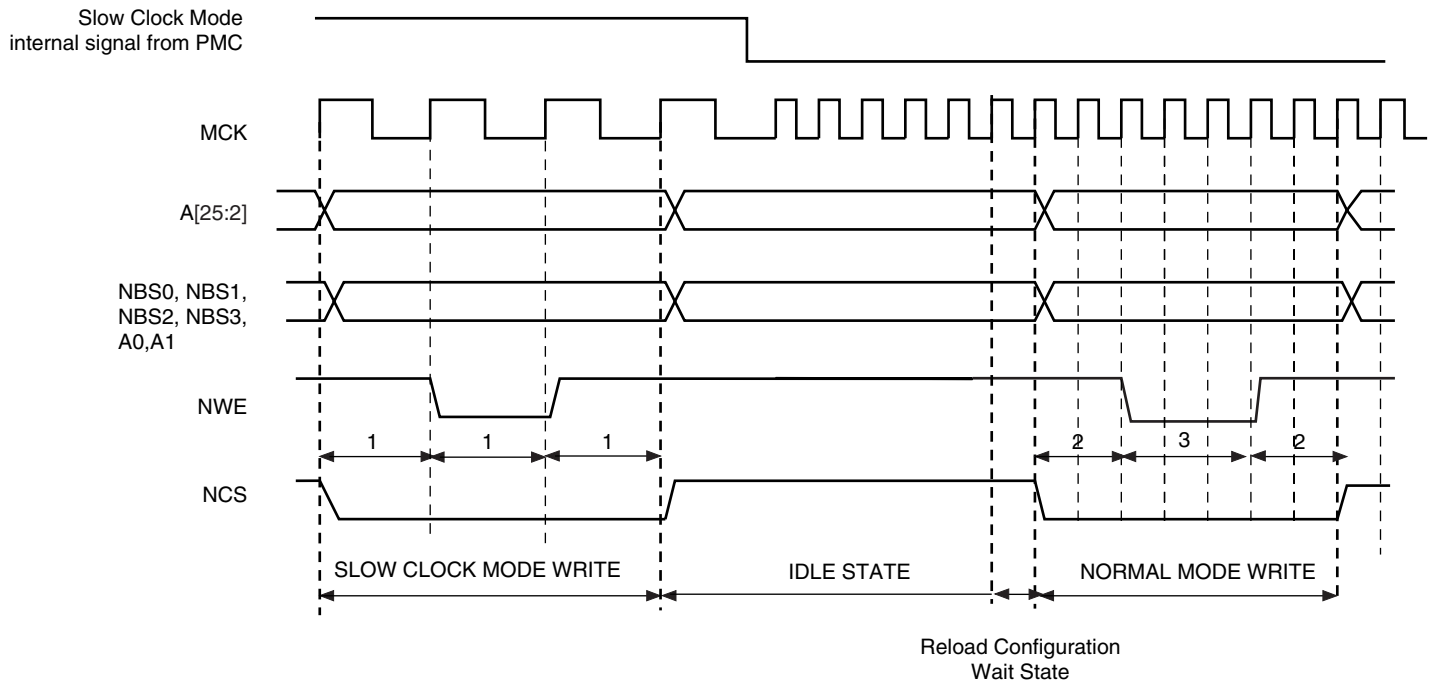 Slow Clock Mode
internal signal from PMC
MCK
A[25:2]
NBS0, NBS1,
NBS2, NBS3,
A0,A1
NWE
1 1 1 2 3 2
NCS
SLOW CLOCK MODE WRITE IDLE STATE NORMAL MODE WRITE
Reload Configuration
Wait State